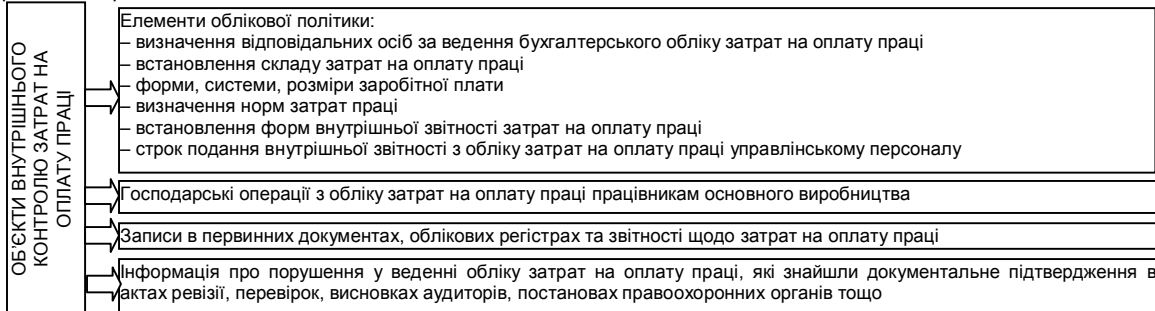 ОБ'ЄКТИ ВНУТРІШНЬОГО
КОНТРОЛЮ ЗАТРАТ НА
ОПЛАТУ ПРАЦІ
Елементи облікової політики:
– визначення відповідальних осіб за ведення бухгалтерського обліку затрат на оплату праці
– встановлення складу затрат на оплату праці
– форми, системи, розміри заробітної плати
– визначення норм затрат праці
– встановлення форм внутрішньої звітності затрат на оплату праці
– строк подання внутрішньої звітності з обліку затрат на оплату праці управлінському персоналу
Господарські операції з обліку затрат на оплату праці працівникам основного виробництва
Записи в первинних документах, облікових регістрах та звітності щодо затрат на оплату праці
Інформація про порушення у веденні обліку затрат на оплату праці, які знайшли документальне підтвердження в
актах ревізії, перевірок, висновках аудиторів, постановах правоохоронних органів тощо